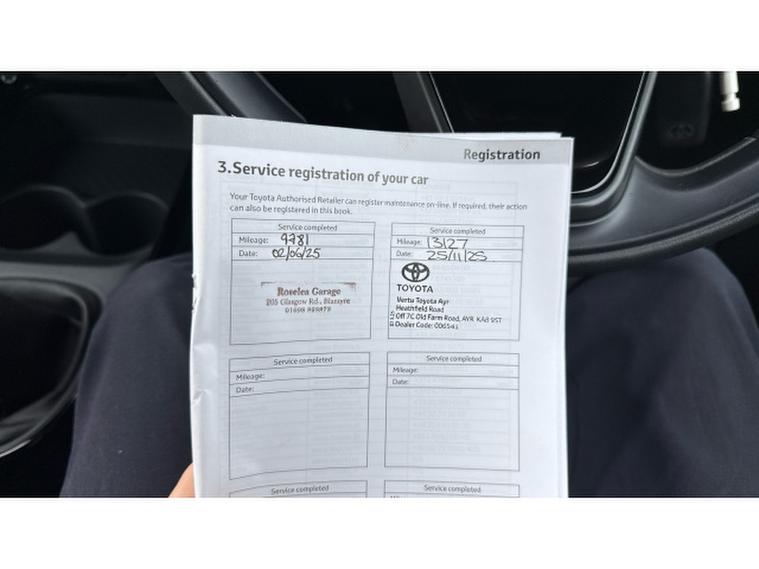 Registration
3. Service registration of your car
Your Toyota Authorised Retailer can register maintenance on-line. If required, their action
can also be registered in this book.
Service completed
Mileage: 9781
Date: 02/06/25
Roselea Garage
205 Glasgow Rd., Blantyre
Service completed
Mileage: 13127
Date: 25/11/25
TOYOTA
Vertu Toyota Ayr
Heathfield Road
Off 7C Old Farm Road, AYR KA8 9ST
Dealer Code: 006541
Service completed
Mileage:
Date:
Service completed
Mileage:
Date:
Service completed
Service completed